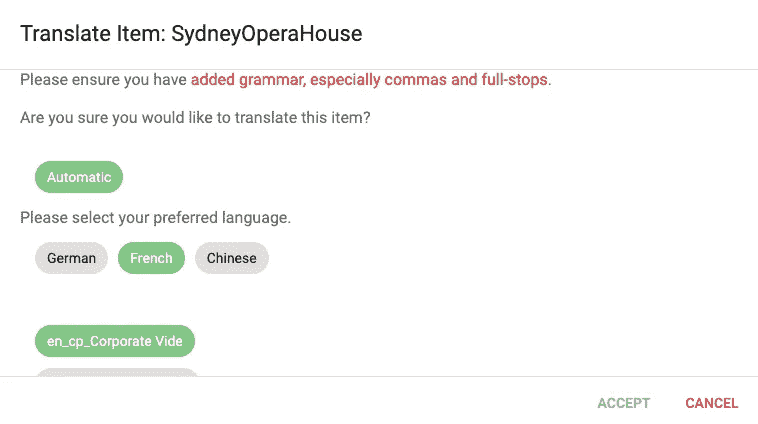 Translate Item: SydneyOperaHouse
Please ensure you have added grammar, especially commas and full-stops.
Are you sure you would like to translate this item?
Automatic
Please select your preferred language.
German French Chinese
en_cp_Corporate Vide
ACCEPT CANCEL